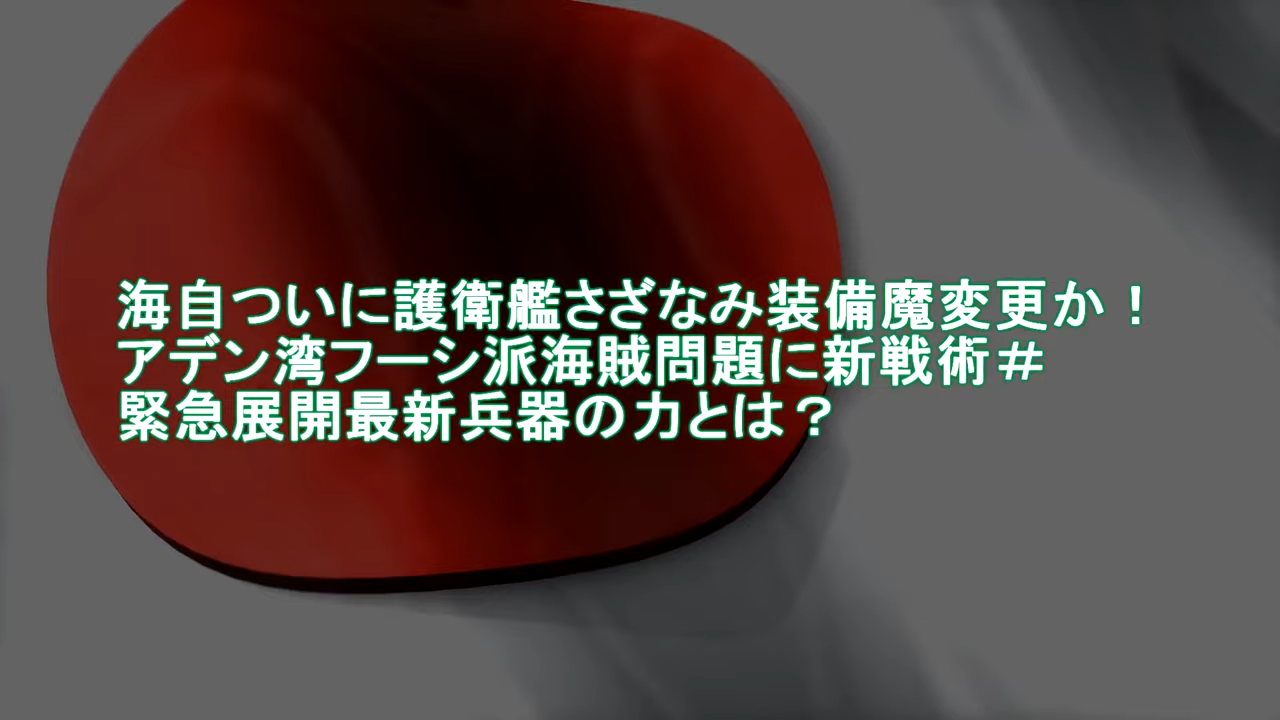 海自ついに護衛艦さざなみ装備魔変更か！
アデン湾フーシ派海賊問題に新戦術＃
緊急展開最新兵器の力とは？